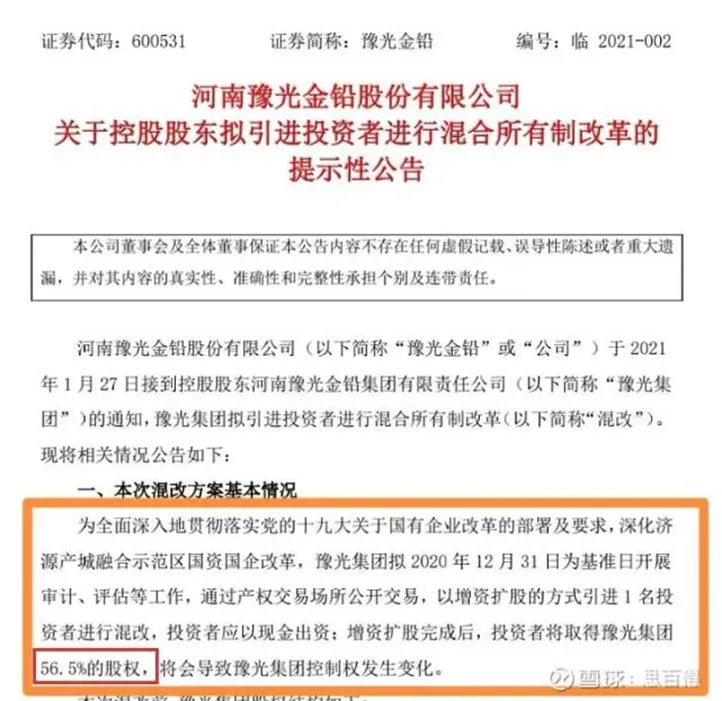 证券代码：600531 证券简称：豫光金铅 编号：临 2021-002
河南豫光金铅股份有限公司
关于控股股东拟引进投资者进行混合所有制改革的
提示性公告
本公司董事会及全体董事保证本公告内容不存在任何虚假记载、误导性陈述或者重大遗
漏，并对其内容的真实性、准确性和完整性承担个别及连带责任。
河南豫光金铅股份有限公司（以下简称“豫光金铅”或“公司”）于 2021
年 1 月 27 日接到控股股东河南豫光金铅集团有限责任公司（以下简称“豫光集
团”）的通知，豫光集团拟引进投资者进行混合所有制改革（以下简称“混改”）。
现将相关情况公告如下：
一、本次混改方案基本情况
为全面深入地贯彻落实党的十九大关于国有企业改革的部署及要求，深化济
源产城融合示范区国资国企改革，豫光集团拟 2020 年 12 月 31 日为基准日开展
审计、评估等工作，通过产权交易场所公开交易，以增资扩股的方式引进 1 名投
资者进行混改，投资者应以现金出资；增资扩股完成后，投资者将取得豫光集团
56.5%的股权，将会导致豫光集团控制权发生变化。
雪球：思百得
本次混改前，豫光集团股权结构如下：